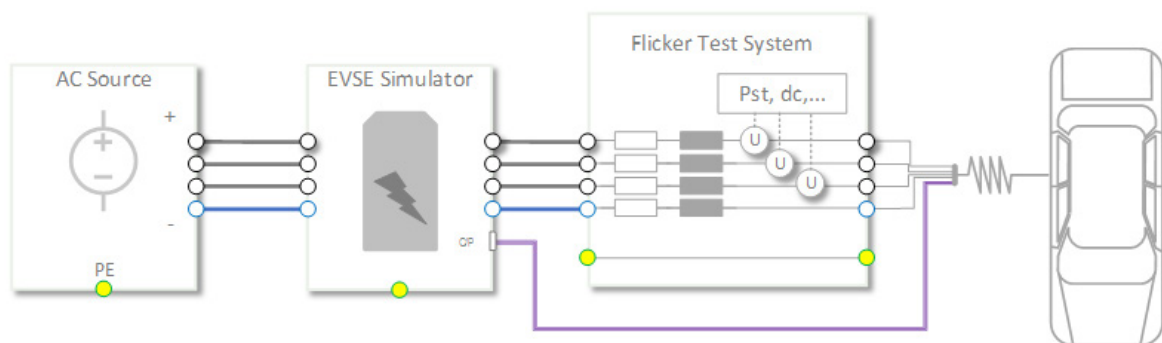 Flicker Test System
AC Source
EVSE Simulator
Pst, dc,...
+
U
U
U
-
CP
PE